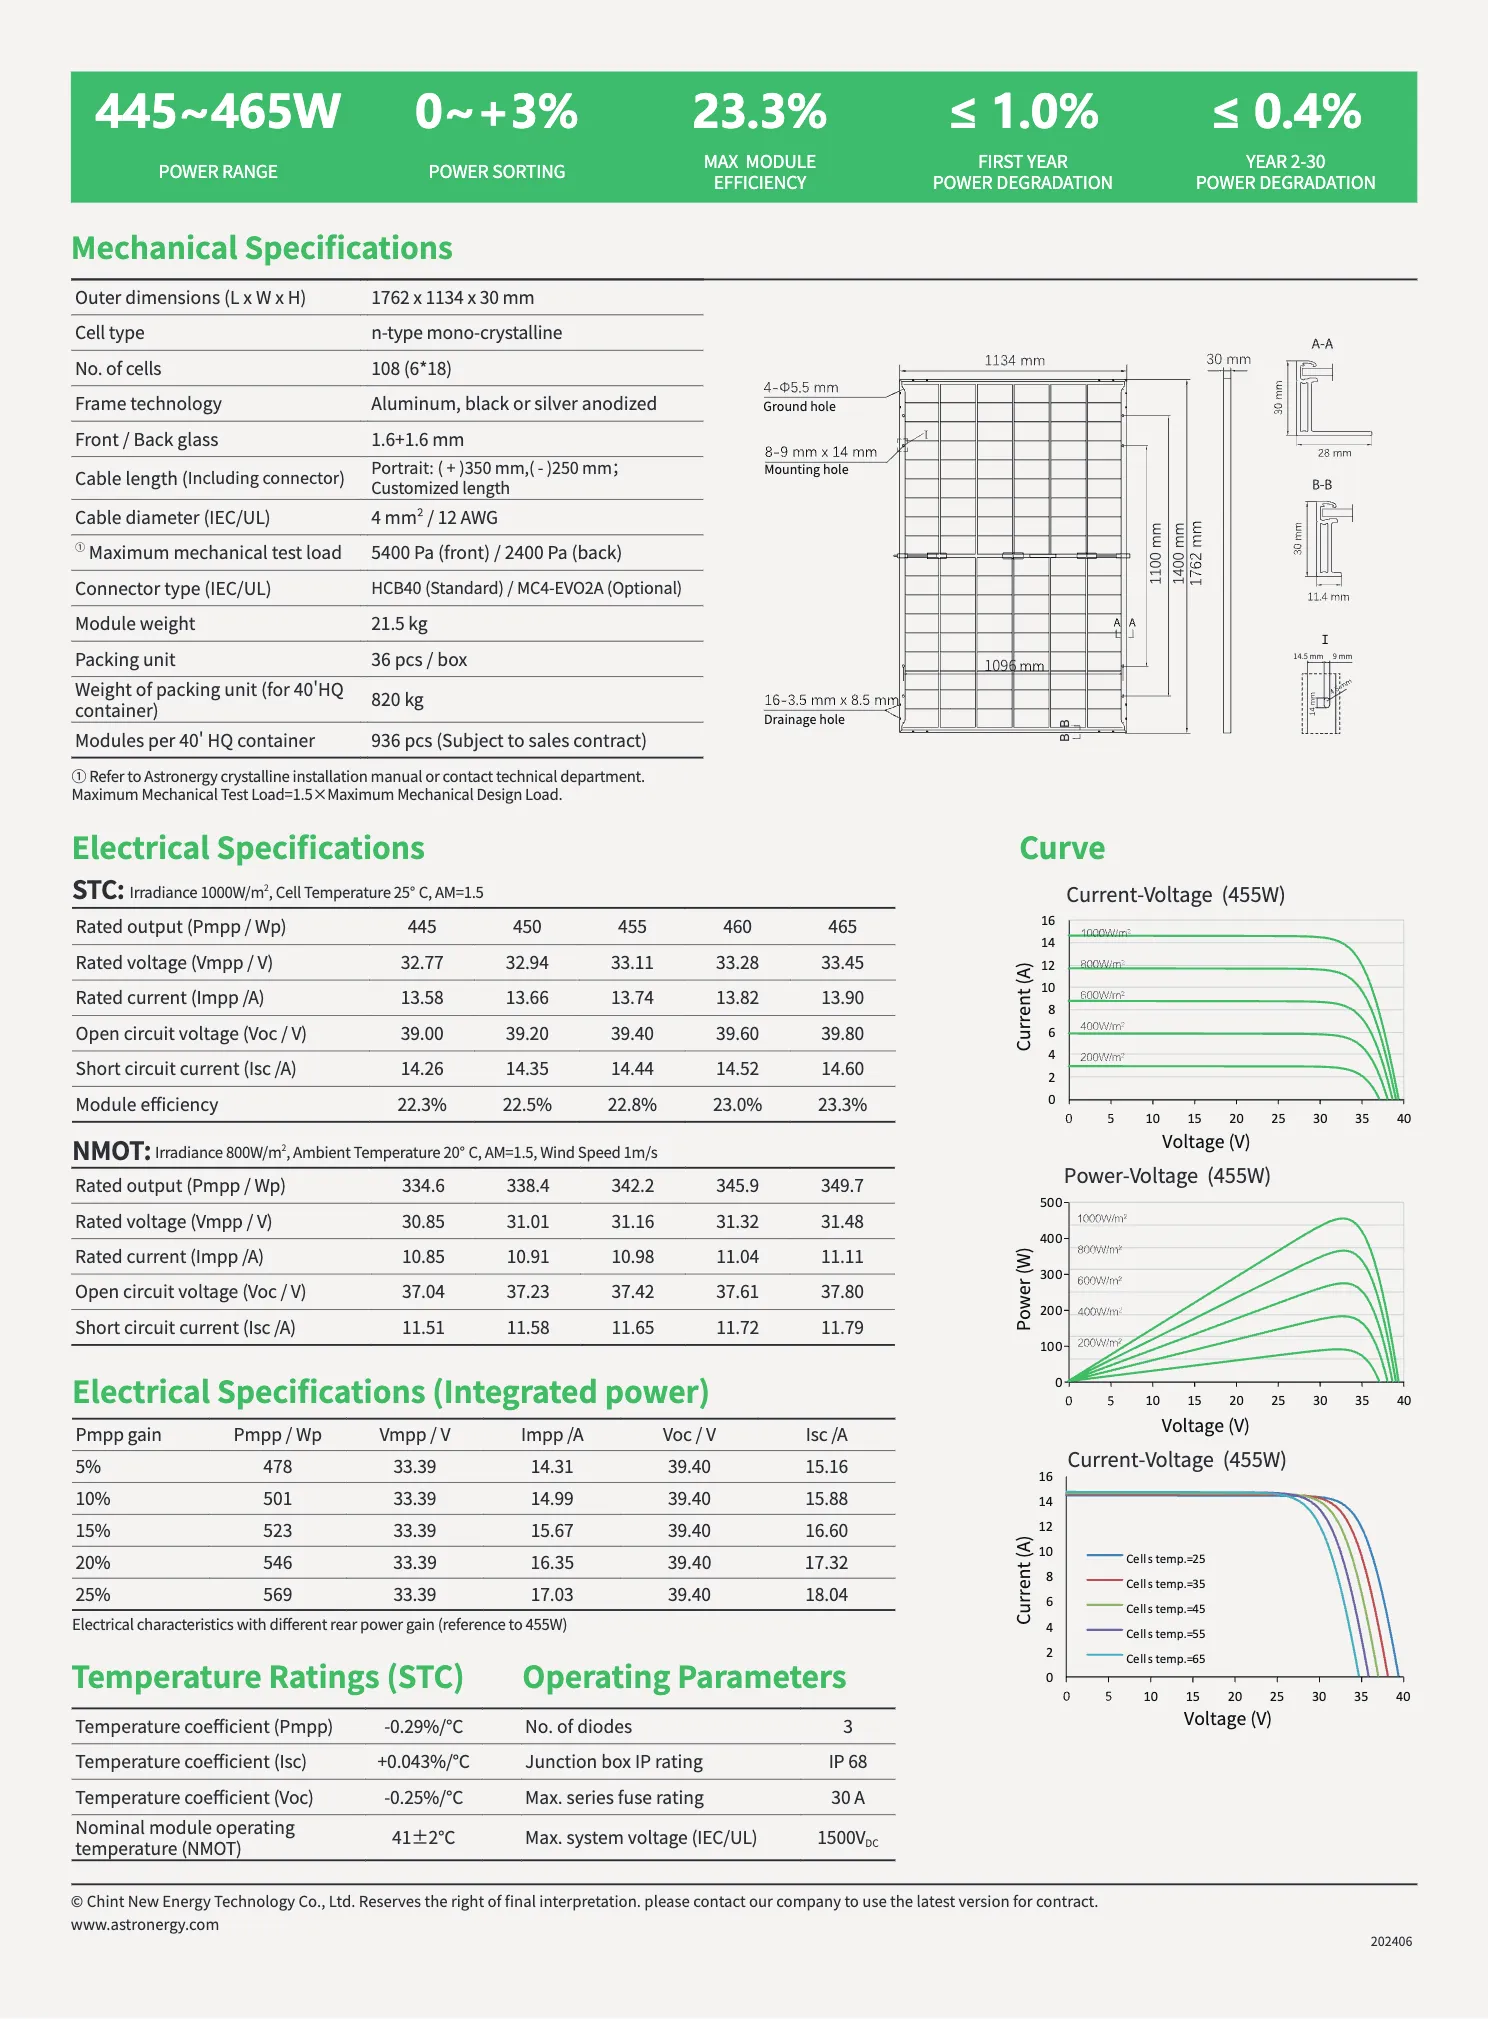 445~465W
POWER RANGE
0~+3%
POWER SORTING
23.3%
MAX MODULE
EFFICIENCY
≤ 1.0%
FIRST YEAR
POWER DEGRADATION
≤ 0.4%
YEAR 2-30
POWER DEGRADATION
Mechanical Specifications
Outer dimensions (L x W x H) 1762 x 1134 x 30 mm
Cell type n-type mono-crystalline
No. of cells 108 (6*18)
Frame technology Aluminum, black or silver anodized
Front / Back glass 1.6+1.6 mm
Cable length (Including connector) Portrait: ( + )350 mm,( - )250 mm;
Customized length
Cable diameter (IEC/UL) 4 mm² / 12 AWG
① Maximum mechanical test load 5400 Pa (front) / 2400 Pa (back)
Connector type (IEC/UL) HCB40 (Standard) / MC4-EVO2A (Optional)
Module weight 21.5 kg
Packing unit 36 pcs / box
Weight of packing unit (for 40'HQ
container) 820 kg
Modules per 40' HQ container 936 pcs (Subject to sales contract)
① Refer to Astronergy crystalline installation manual or contact technical department.
Maximum Mechanical Test Load=1.5×Maximum Mechanical Design Load.
1134 mm
30 mm
4-Φ5.5 mm
Ground hole
I
8-9 mm x 14 mm
Mounting hole
1100 mm
1400 mm
1762 mm
A A
1096 mm
16-3.5 mm x 8.5 mm
Drainage hole
B B
A-A
30 mm
28 mm
B-B
30 mm
11.4 mm
I
14.5 mm 9 mm
14 mm
Electrical Specifications
STC: Irradiance 1000W/m², Cell Temperature 25° C, AM=1.5
Rated output (Pmpp / Wp) 445 450 455 460 465
Rated voltage (Vmpp / V) 32.77 32.94 33.11 33.28 33.45
Rated current (Impp /A) 13.58 13.66 13.74 13.82 13.90
Open circuit voltage (Voc / V) 39.00 39.20 39.40 39.60 39.80
Short circuit current (Isc /A) 14.26 14.35 14.44 14.52 14.60
Module efficiency 22.3% 22.5% 22.8% 23.0% 23.3%
NMOT: Irradiance 800W/m², Ambient Temperature 20° C, AM=1.5, Wind Speed 1m/s
Rated output (Pmpp / Wp) 334.6 338.4 342.2 345.9 349.7
Rated voltage (Vmpp / V) 30.85 31.01 31.16 31.32 31.48
Rated current (Impp /A) 10.85 10.91 10.98 11.04 11.11
Open circuit voltage (Voc / V) 37.04 37.23 37.42 37.61 37.80
Short circuit current (Isc /A) 11.51 11.58 11.65 11.72 11.79
Electrical Specifications (Integrated power)
Pmpp gain Pmpp / Wp Vmpp / V Impp /A Voc / V Isc /A
5% 478 33.39 14.31 39.40 15.16
10% 501 33.39 14.99 39.40 15.88
15% 523 33.39 15.67 39.40 16.60
20% 546 33.39 16.35 39.40 17.32
25% 569 33.39 17.03 39.40 18.04
Electrical characteristics with different rear power gain (reference to 455W)
Temperature Ratings (STC)
Temperature coefficient (Pmpp) -0.29%/°C
Temperature coefficient (Isc) +0.043%/°C
Temperature coefficient (Voc) -0.25%/°C
Nominal module operating
temperature (NMOT) 41±2°C
Operating Parameters
No. of diodes 3
Junction box IP rating IP 68
Max. series fuse rating 30 A
Max. system voltage (IEC/UL) 1500VDC
Curve
Current-Voltage (455W)
Current (A)
16
14
12
10
8
6
4
2
0
1000W/m²
800W/m²
600W/m²
400W/m²
200W/m²
0 5 10 15 20 25 30 35 40
Voltage (V)
Power-Voltage (455W)
Power (W)
500
400
300
200
100
0
1000W/m²
800W/m²
600W/m²
400W/m²
200W/m²
0 5 10 15 20 25 30 35 40
Voltage (V)
Current-Voltage (455W)
Current (A)
16
14
12
10
8
6
4
2
0
Cells temp.=25
Cells temp.=35
Cells temp.=45
Cells temp.=55
Cells temp.=65
0 5 10 15 20 25 30 35 40
Voltage (V)
© Chint New Energy Technology Co., Ltd. Reserves the right of final interpretation. please contact our company to use the latest version for contract.
www.astronergy.com
202406